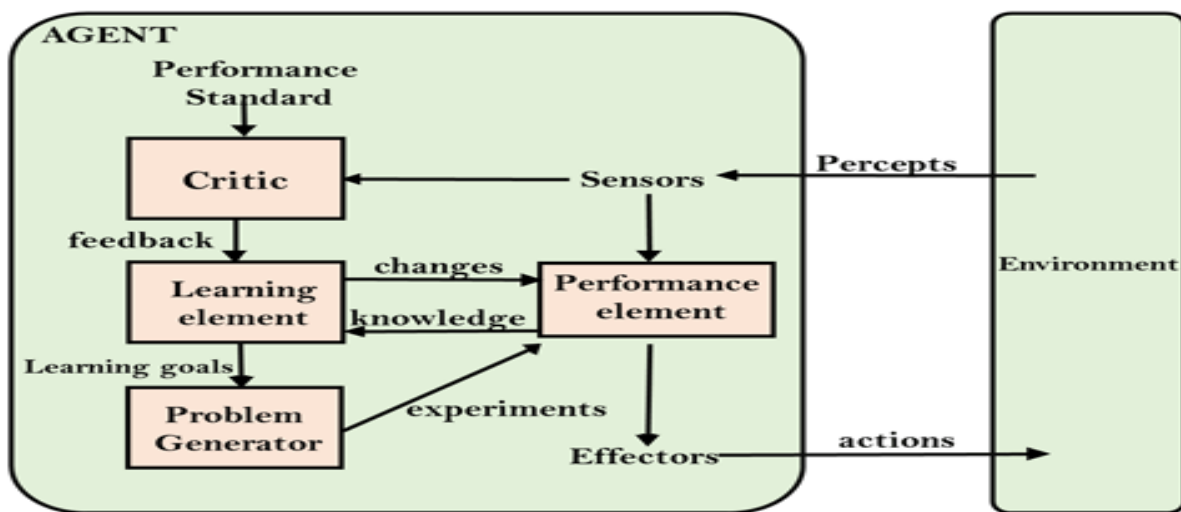 AGENT
Performance
Standard
Critic
Sensors
Percepts
feedback
changes
Environment
Learning
element
Performance
element
knowledge
Learning goals
Problem
Generator
experiments
Effectors
actions